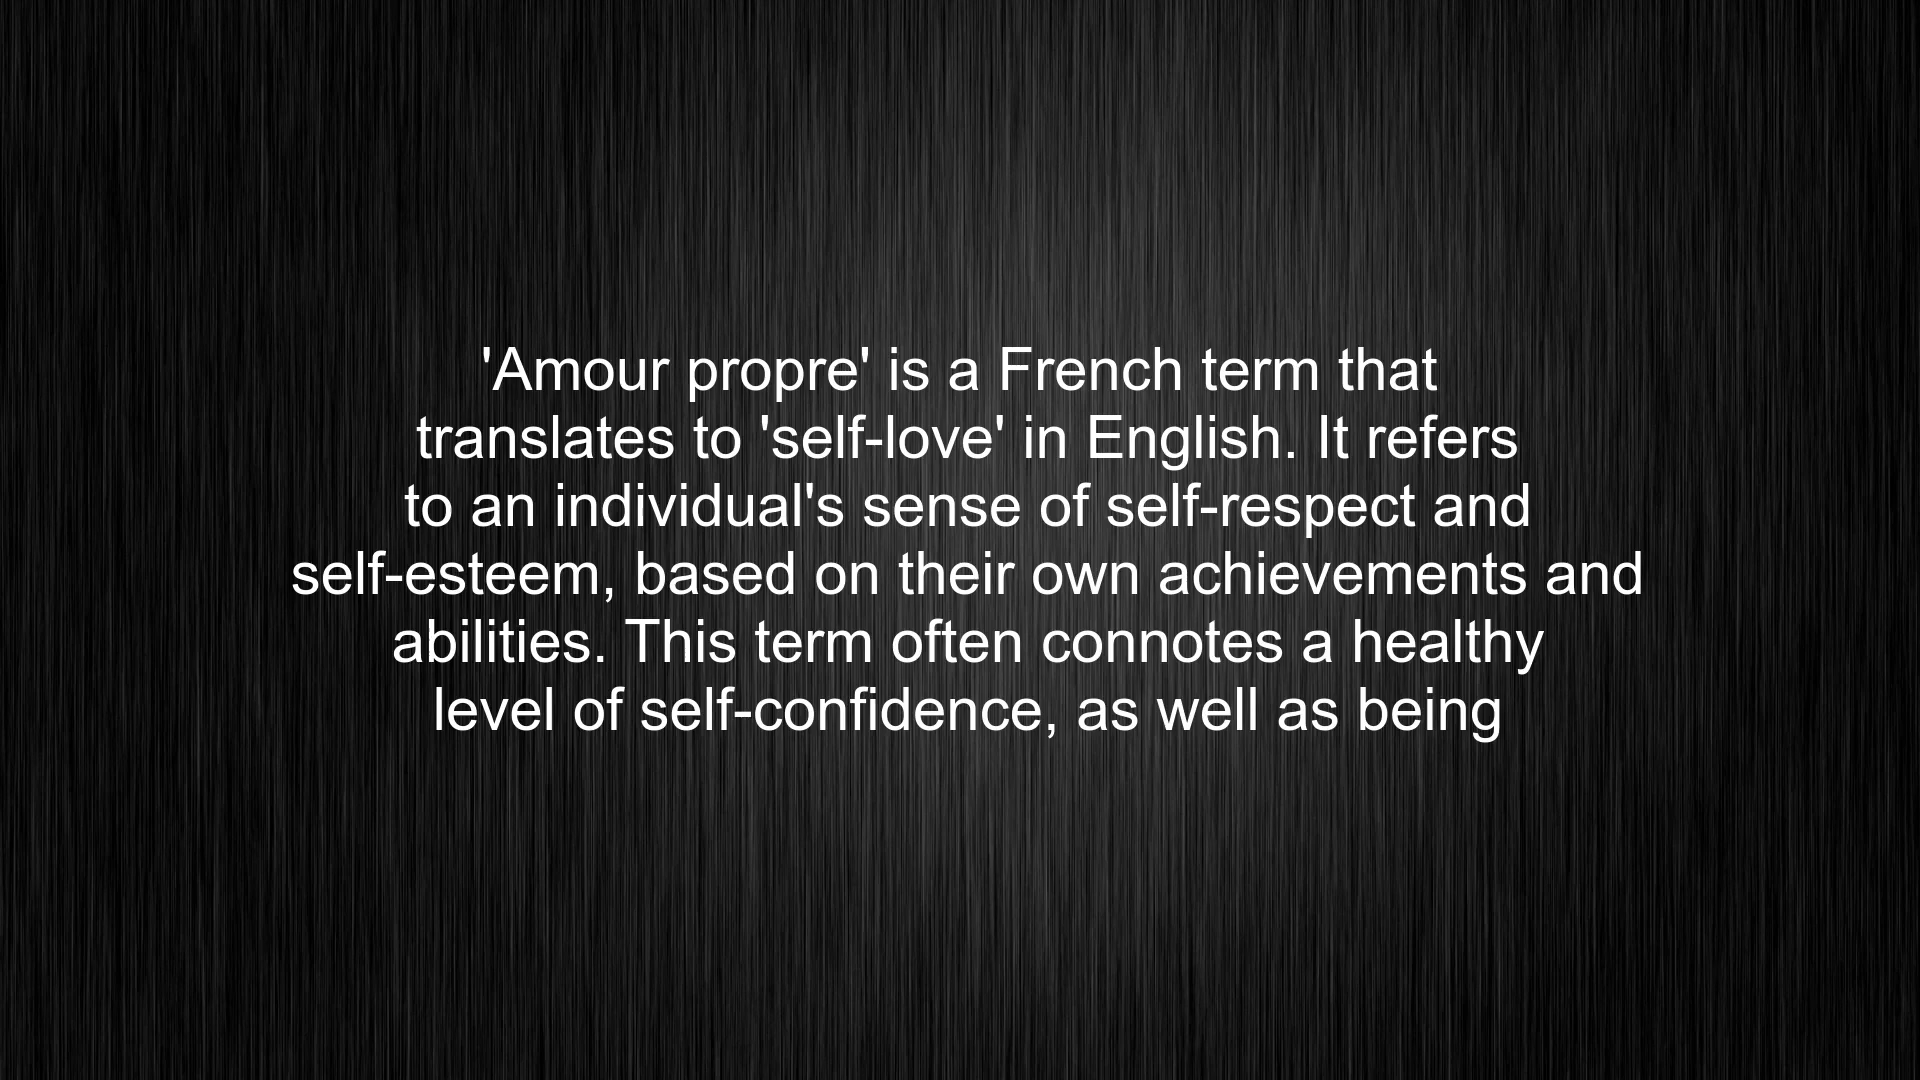 'Amour propre' is a French term that
translates to 'self-love' in English. It refers
to an individual's sense of self-respect and
self-esteem, based on their own achievements and
abilities. This term often connotes a healthy
level of self-confidence, as well as being